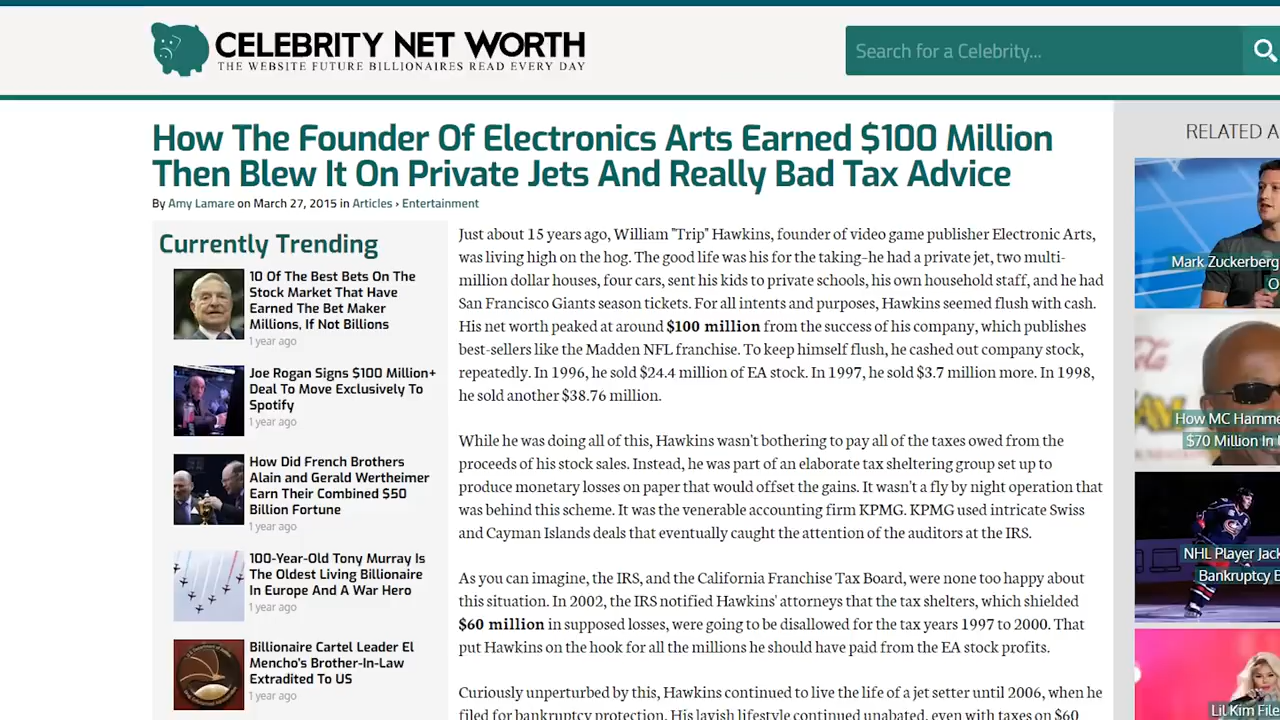 CELEBRITY NET WORTH
THE WEBSITE FUTURE BILLIONAIRES READ EVERY DAY
Search for a Celebrity...
How The Founder Of Electronics Arts Earned $100 Million
Then Blew It On Private Jets And Really Bad Tax Advice
By Amy Lamare on March 27, 2015 in Articles › Entertainment
Currently Trending
10 Of The Best Bets On The
Stock Market That Have
Earned The Bet Maker
Millions, If Not Billions
1 year ago
Joe Rogan Signs $100 Million+
Deal To Move Exclusively To
Spotify
1 year ago
How Did French Brothers
Alain and Gerald Wertheimer
Earn Their Combined $50
Billion Fortune
1 year ago
100-Year-Old Tony Murray Is
The Oldest Living Billionaire
In Europe And A War Hero
1 year ago
Billionaire Cartel Leader El
Mencho's Brother-In-Law
Extradited To US
1 year ago
Just about 15 years ago, William "Trip" Hawkins, founder of video game publisher Electronic Arts,
was living high on the hog. The good life was his for the taking–he had a private jet, two multi-
million dollar houses, four cars, sent his kids to private schools, his own household staff, and he had
San Francisco Giants season tickets. For all intents and purposes, Hawkins seemed flush with cash.
His net worth peaked at around $100 million from the success of his company, which publishes
best-sellers like the Madden NFL franchise. To keep himself flush, he cashed out company stock,
repeatedly. In 1996, he sold $24.4 million of EA stock. In 1997, he sold $3.7 million more. In 1998,
he sold another $38.76 million.
While he was doing all of this, Hawkins wasn't bothering to pay all of the taxes owed from the
proceeds of his stock sales. Instead, he was part of an elaborate tax sheltering group set up to
produce monetary losses on paper that would offset the gains. It wasn't a fly by night operation that
was behind this scheme. It was the venerable accounting firm KPMG. KPMG used intricate Swiss
and Cayman Islands deals that eventually caught the attention of the auditors at the IRS.
As you can imagine, the IRS, and the California Franchise Tax Board, were none too happy about
this situation. In 2002, the IRS notified Hawkins' attorneys that the tax shelters, which shielded
$60 million in supposed losses, were going to be disallowed for the tax years 1997 to 2000. That
put Hawkins on the hook for all the millions he should have paid from the EA stock profits.
Curiously unperturbed by this, Hawkins continued to live the life of a jet setter until 2006, when he
filed for bankruptcy protection. His lavish lifestyle continued unabated, even with taxes on $60
RELATED A
Mark Zuckerberg
O
How MC Hamme
$70 Million In
NHL Player Jack
Bankruptcy
Lil Kim File